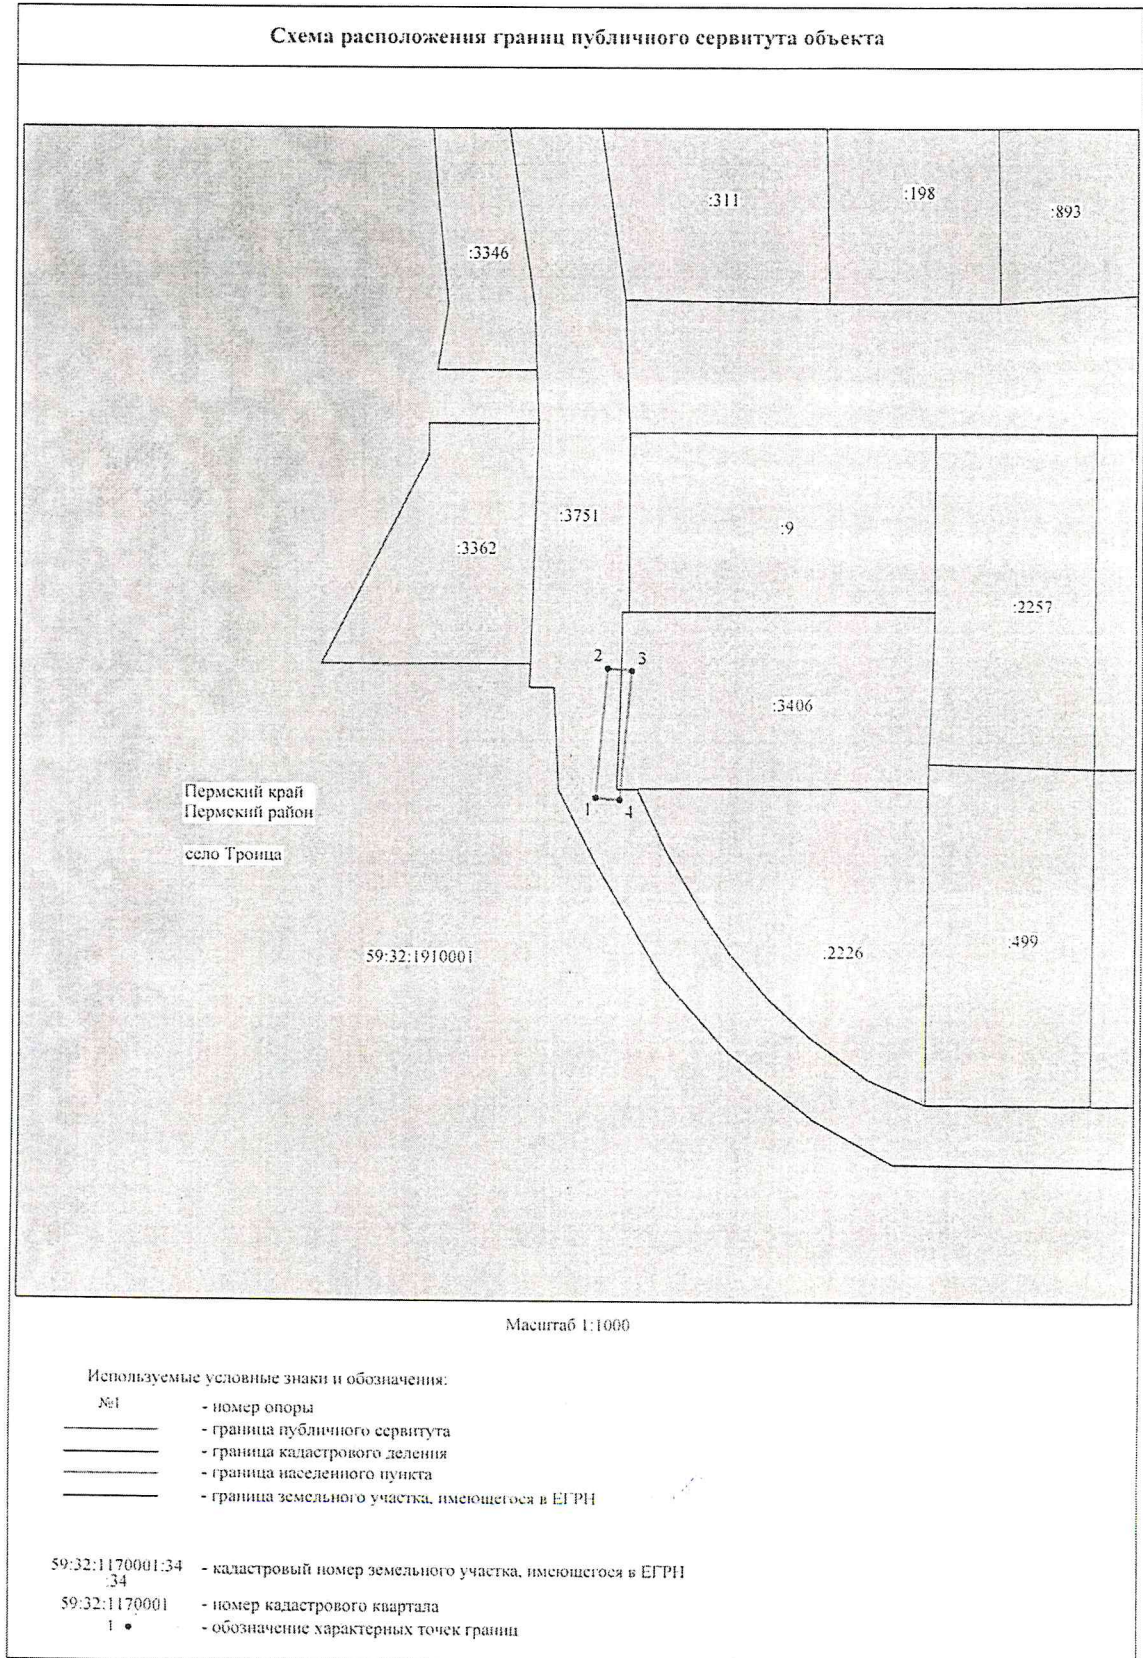 Схема расположения границ публичного сервитута объекта
:311
:198
:893
:3346
:3751
:9
:3362
:2257
2
3
:3406
Пермский край
Пермский район
1
4
село Троица
59:32:1910001
:2226
:499
Масштаб 1:1000
Используемые условные знаки и обозначения:
№1 - номер опоры
- граница публичного сервитута
- граница кадастрового деления
- граница населенного пункта
- граница земельного участка, имеющегося в ЕГРН
59:32:1170001:34 - кадастровый номер земельного участка, имеющегося в ЕГРН
:34
59:32:1170001 - номер кадастрового квартала
1 • - обозначение характерных точек границ